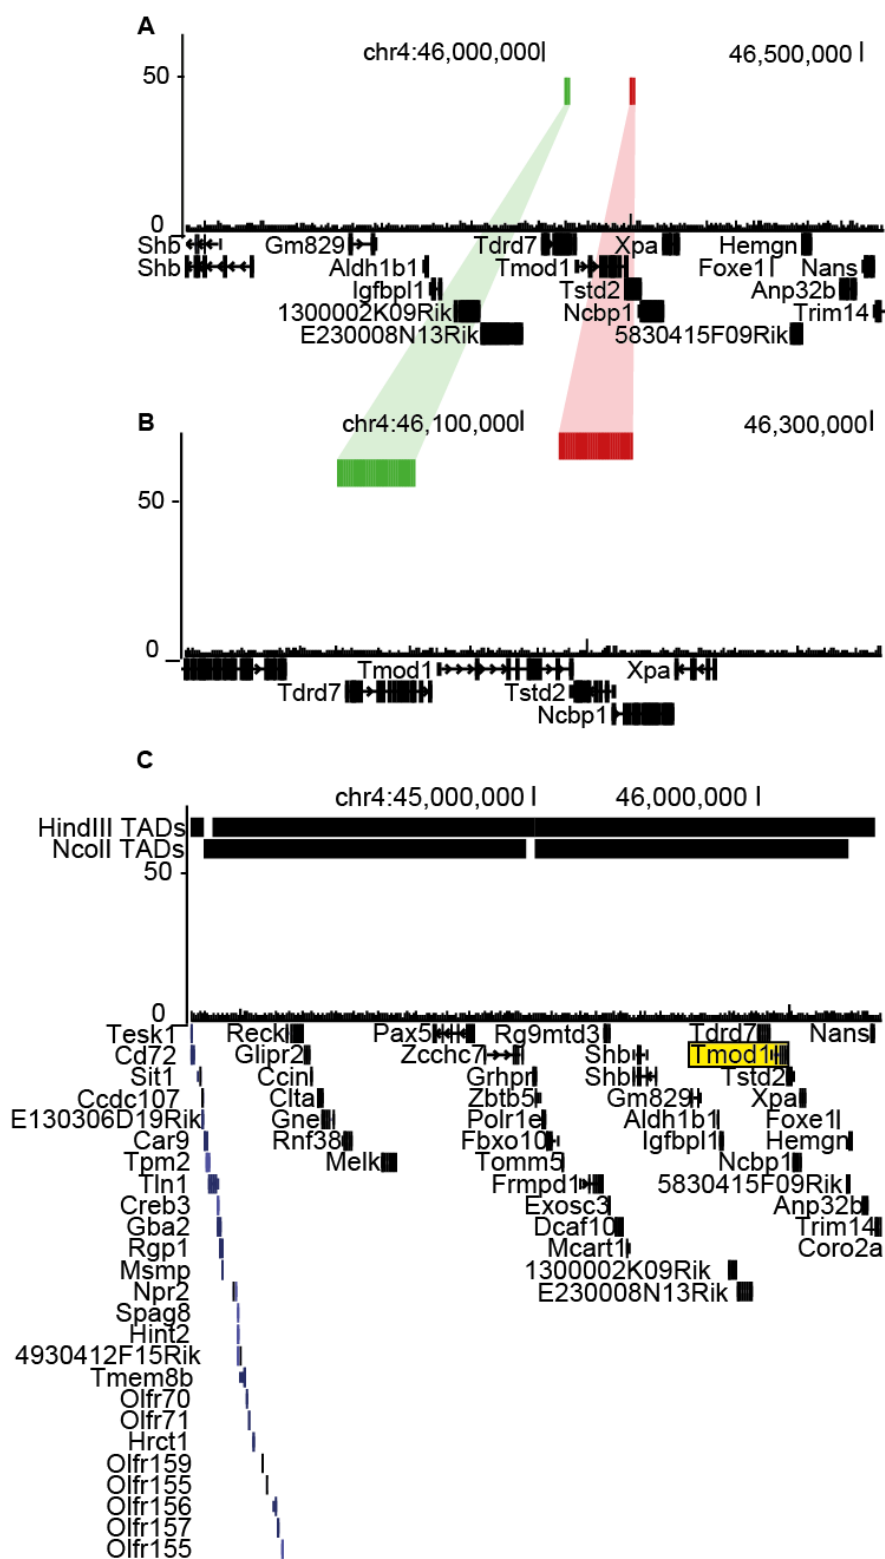 A
chr4:46,000,000 46,500,000
50
0
Shb Gm829 Tdrd7 Xpa Hemgn
Shb Aldh1b1 Tmod1 Foxe1 Nans
Igfbpl1 Tstd2 Anp32b
1300002K09Rik Ncbp1 Trim14
E230008N13Rik 5830415F09Rik
B
chr4:46,100,000 46,300,000
50
0
Tmod1 Xpa
Tdrd7 Tstd2
Ncbp1
C
chr4:45,000,000 46,000,000
HindIII TADs
NcoII TADs
50
0
Tesk1 Reck Pax5 Rg9mtd3 Tdrd7 Nans
Cd72 Glipr2 Zcchc7 Shb Tmod1
Sit1 Ccin Grhpr Shb Tstd2
Ccdc107 Clta Zbtb5 Gm829 Xpa
E130306D19Rik Gne Polr1e Aldh1b1 Foxe1
Car9 Rnf38 Fbxo10 Igfbpl1 Hemgn
Tpm2 Melk Tomm5 Ncbp1
Tln1 Frmpd1 5830415F09Rik
Creb3 Exosc3 Anp32b
Gba2 Dcaf10 Trim14
Rgp1 Mcart1 Coro2a
Msmp 1300002K09Rik
Npr2 E230008N13Rik
Spag8
Hint2
4930412F15Rik
Tmem8b
Olfr70
Olfr71
Hrct1
Olfr159
Olfr155
Olfr156
Olfr157
Olfr155